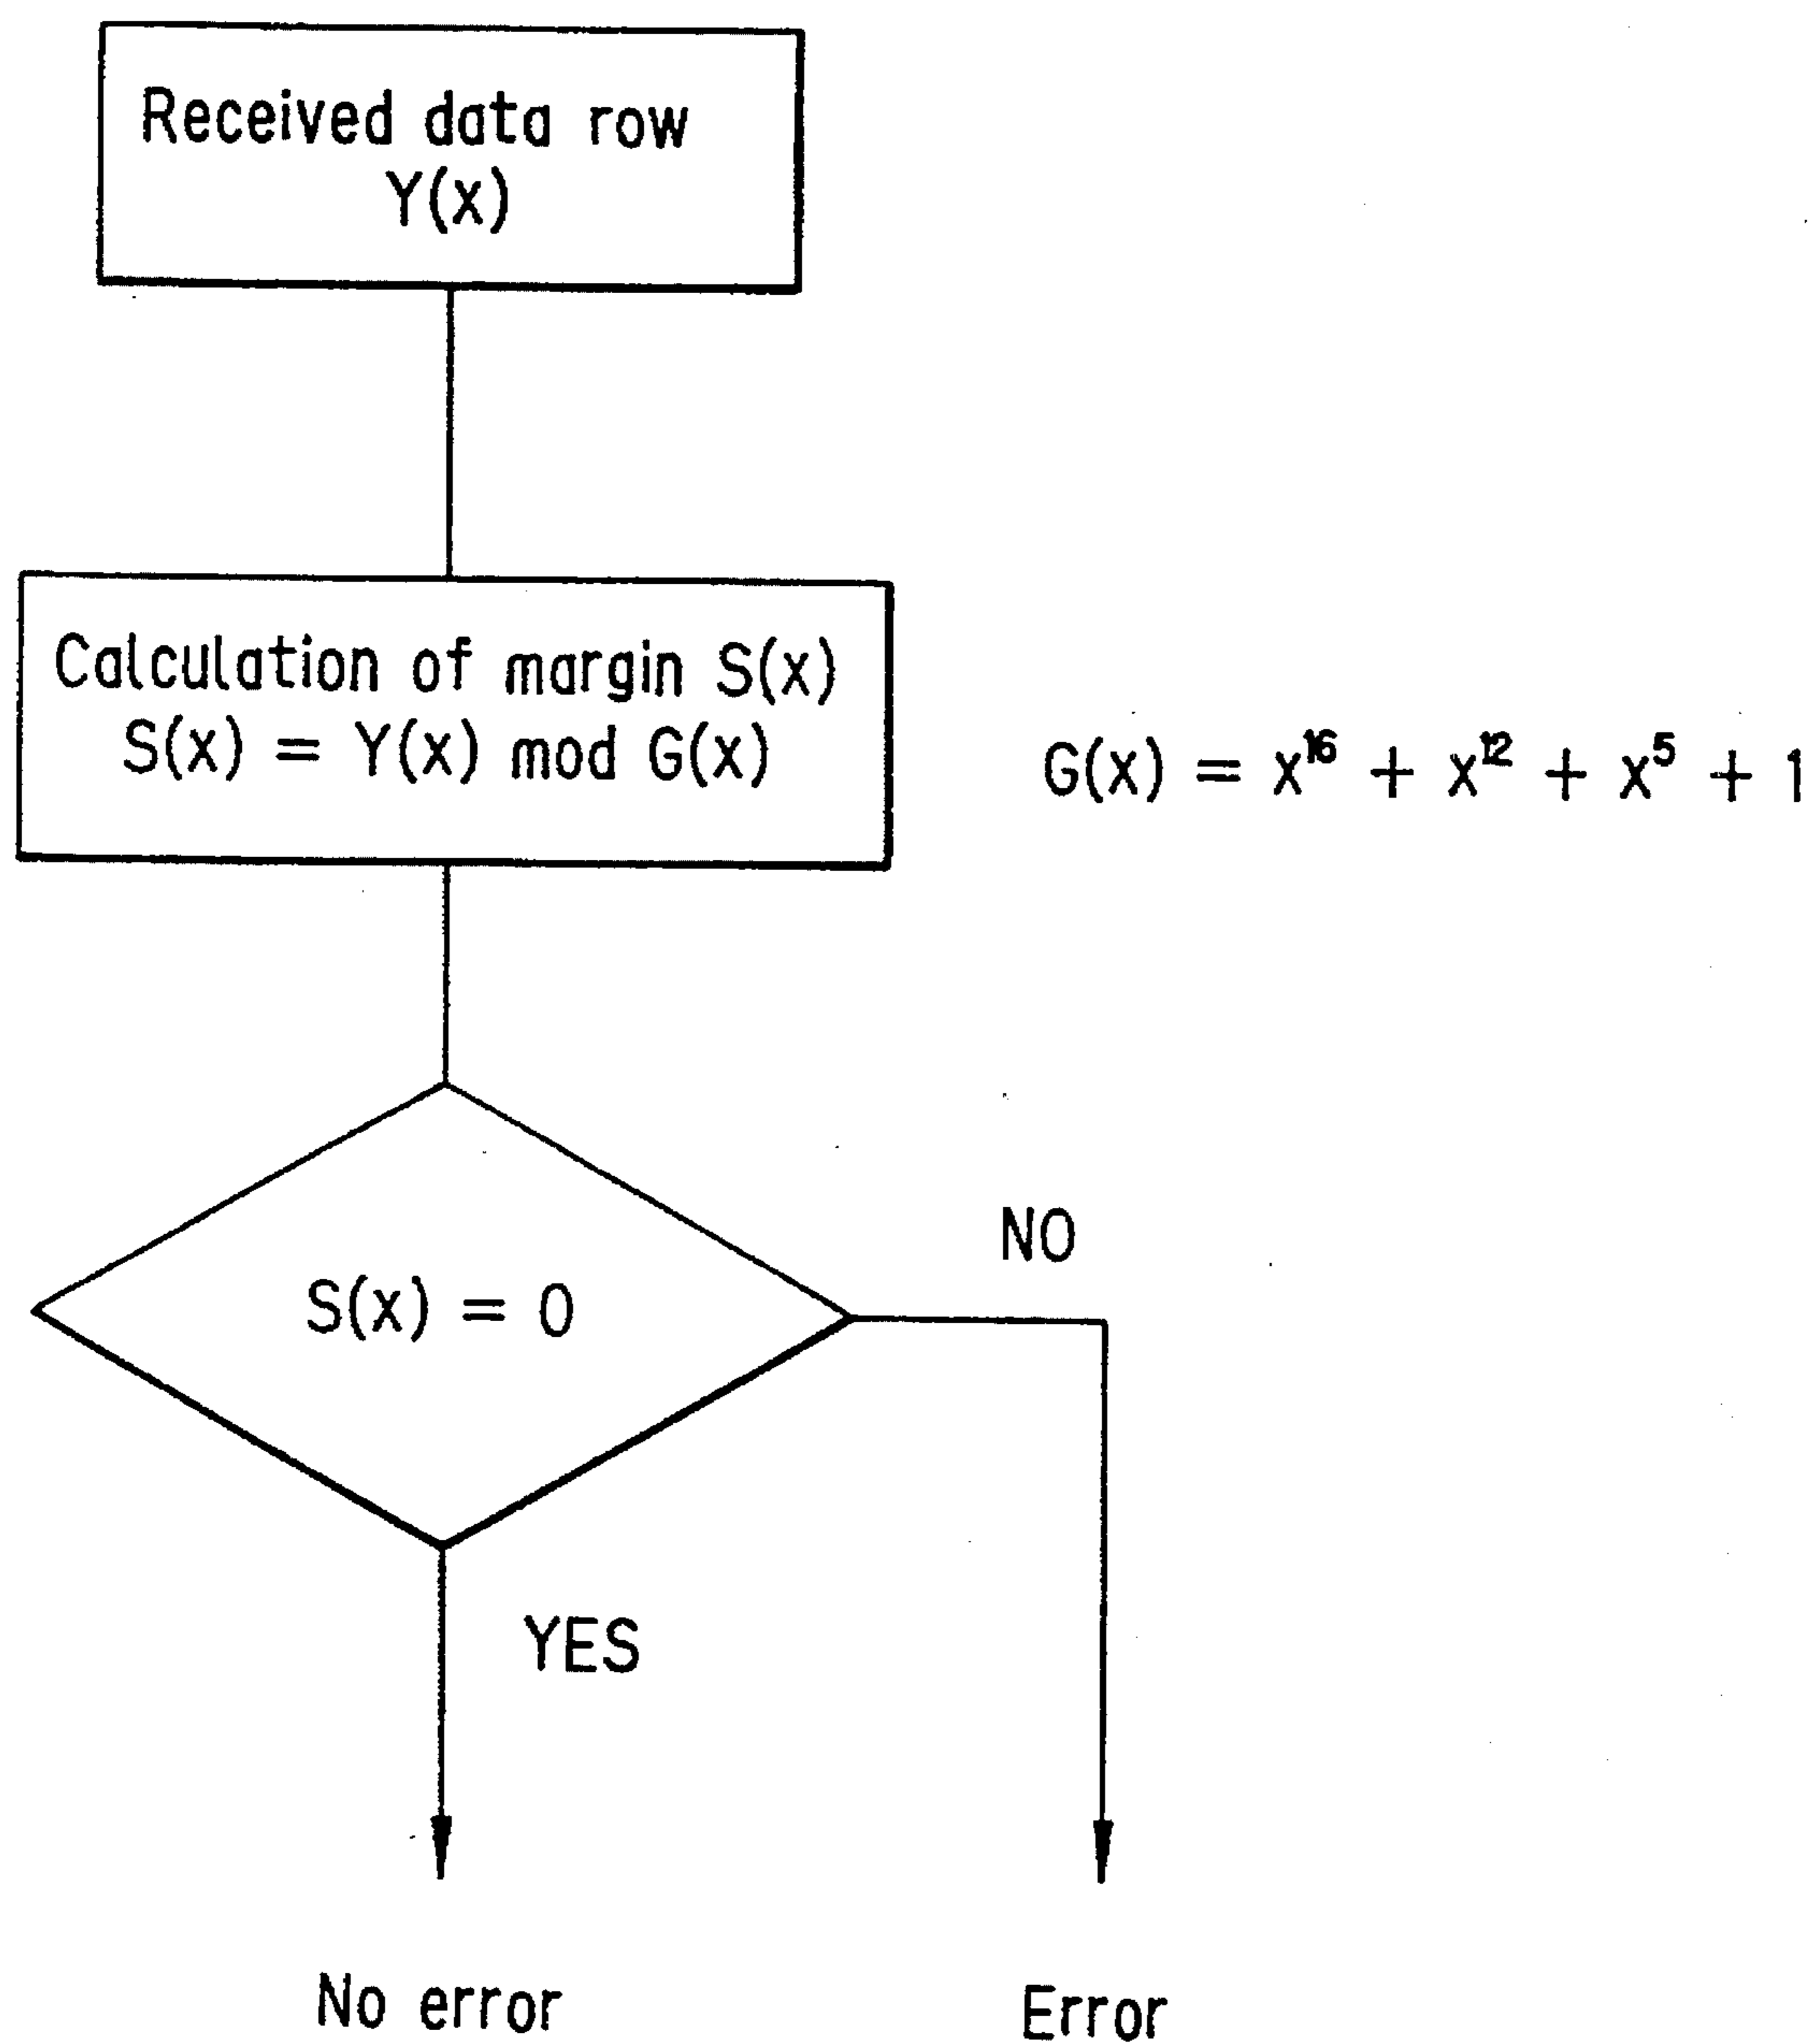 Received data row
Y(x)
Calculation of margin S(x)
S(x) = Y(x) mod G(x)
G(x) = x¹⁶ + x¹² + x⁵ + 1
S(x) = 0
NO
YES
No error
Error